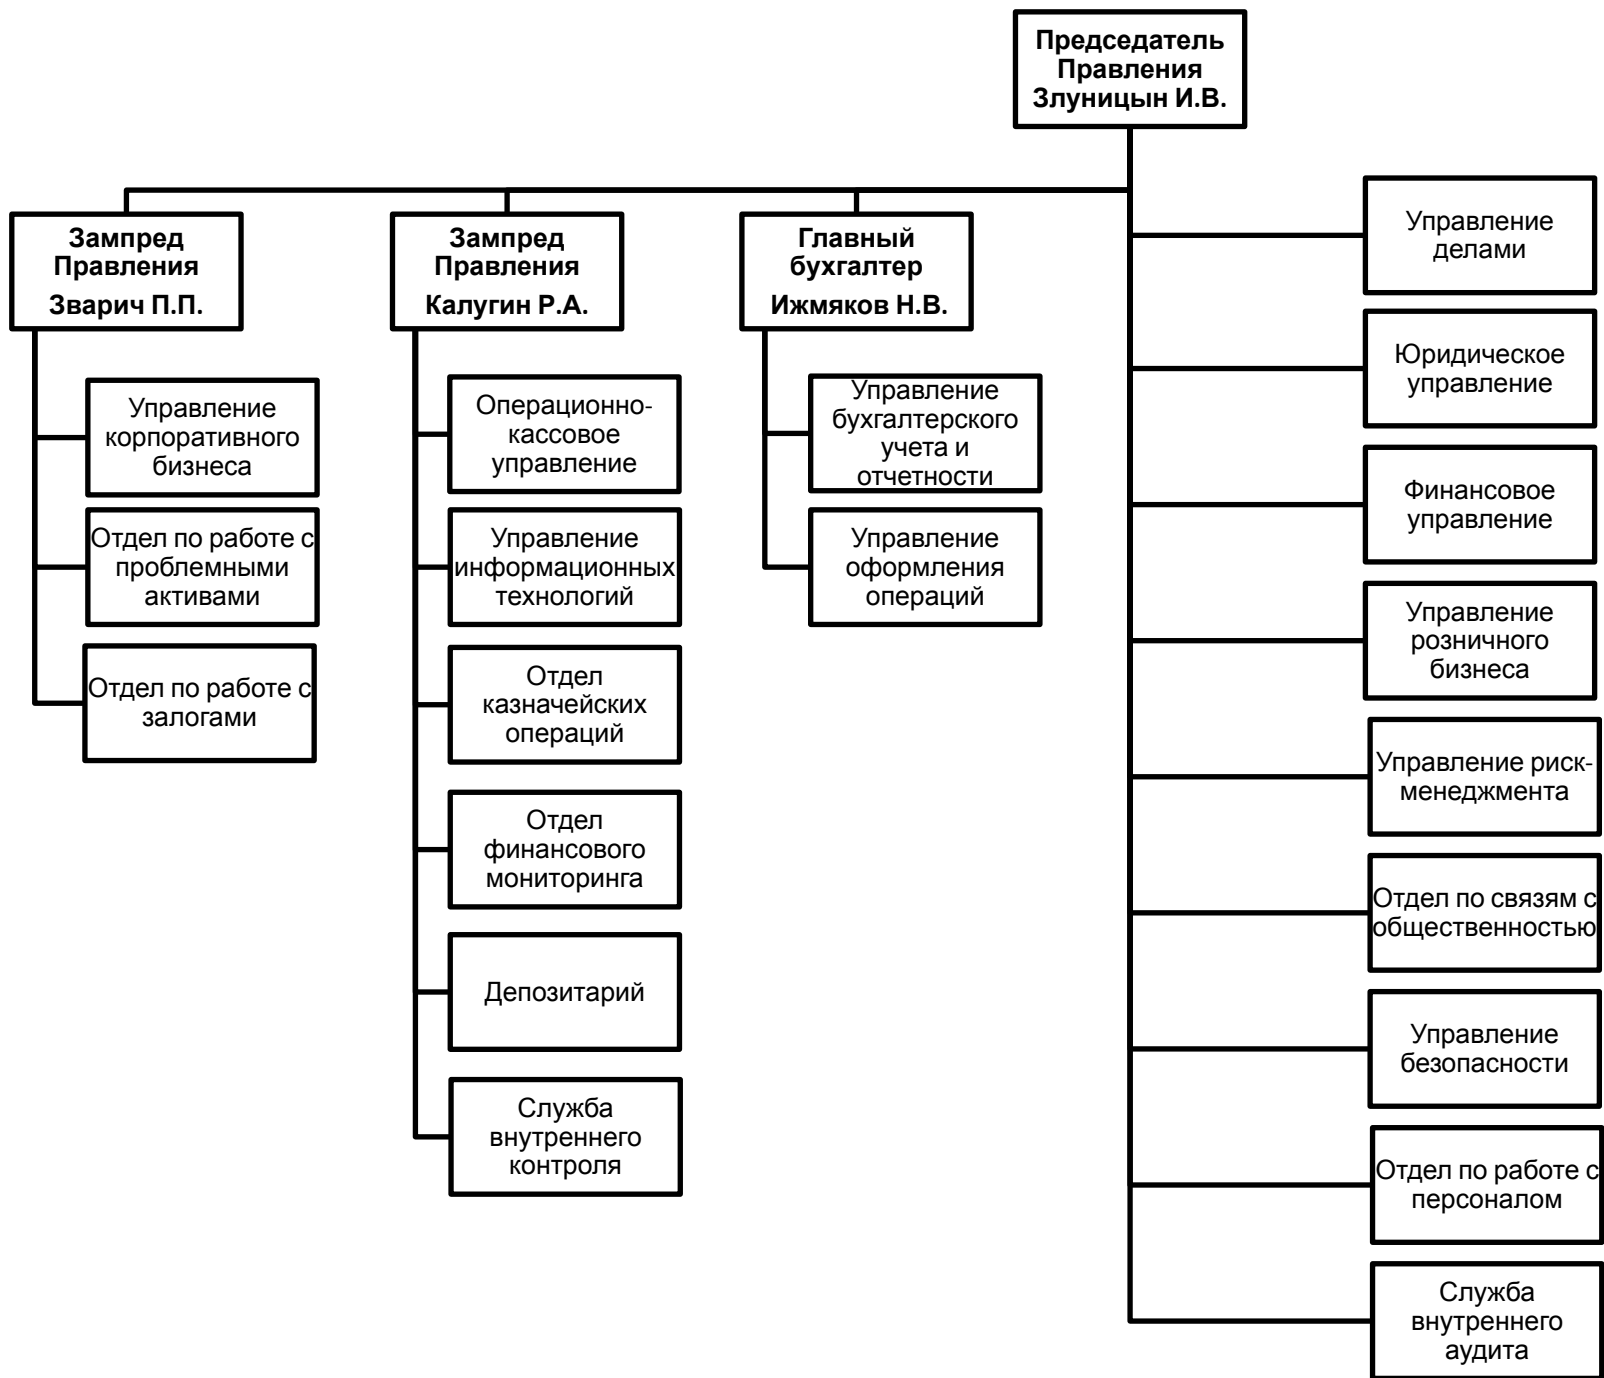 Председатель
Правления
Злуницын И.В.
Зампред
Правления
Зварич П.П.
Управление
корпоративного
бизнеса
Отдел по работе с
проблемными
активами
Отдел по работе с
залогами
Зампред
Правления
Калугин Р.А.
Операционно-
кассовое
управление
Управление
информационных
технологий
Отдел
казначейских
операций
Отдел
финансового
мониторинга
Депозитарий
Служба
внутреннего
контроля
Главный
бухгалтер
Ижмяков Н.В.
Управление
бухгалтерского
учета и
отчетности
Управление
оформления
операций
Управление
делами
Юридическое
управление
Финансовое
управление
Управление
розничного
бизнеса
Управление риск-
менеджмента
Отдел по связям с
общественностью
Управление
безопасности
Отдел по работе с
персоналом
Служба
внутреннего
аудита